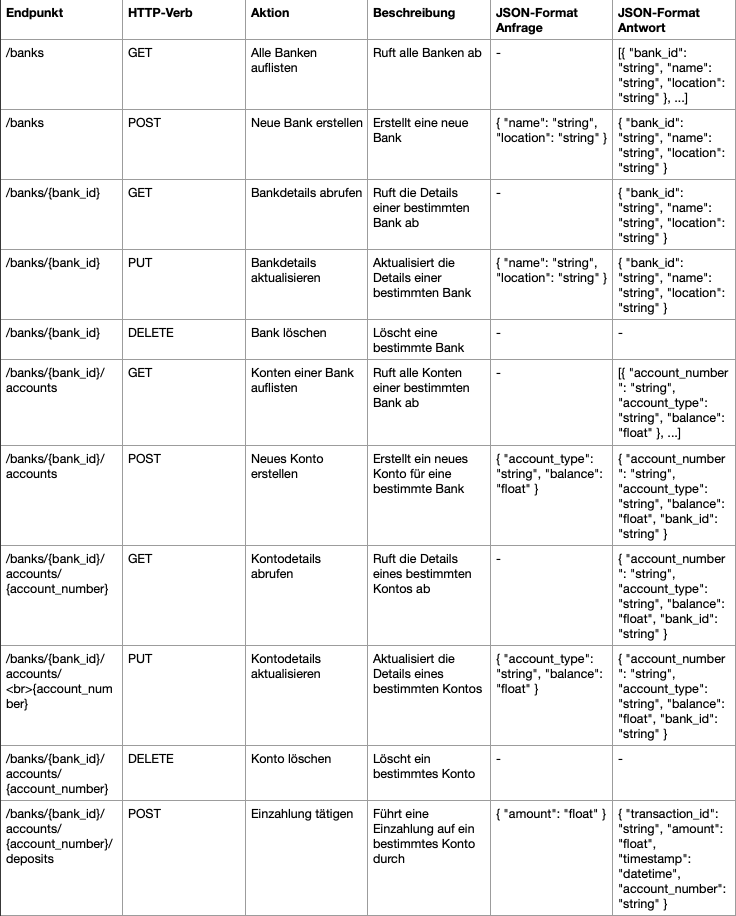 Endpunkt HTTP-Verb Aktion Beschreibung JSON-Format Anfrage JSON-Format Antwort
/banks GET Alle Banken auflisten Ruft alle Banken ab - [{ "bank_id": "string", "name": "string", "location": "string" }, ...]
/banks POST Neue Bank erstellen Erstellt eine neue Bank { "name": "string", "location": "string" } { "bank_id": "string", "name": "string", "location": "string" }
/banks/{bank_id} GET Bankdetails abrufen Ruft die Details einer bestimmten Bank ab - { "bank_id": "string", "name": "string", "location": "string" }
/banks/{bank_id} PUT Bankdetails aktualisieren Aktualisiert die Details einer bestimmten Bank { "name": "string", "location": "string" } { "bank_id": "string", "name": "string", "location": "string" }
/banks/{bank_id} DELETE Bank löschen Löscht eine bestimmte Bank - -
/banks/{bank_id}/accounts GET Konten einer Bank auflisten Ruft alle Konten einer bestimmten Bank ab - [{ "account_number": "string", "account_type": "string", "balance": "float" }, ...]
/banks/{bank_id}/accounts POST Neues Konto erstellen Erstellt ein neues Konto für eine bestimmte Bank { "account_type": "string", "balance": "float" } { "account_number": "string", "account_type": "string", "balance": "float", "bank_id": "string" }
/banks/{bank_id}/accounts/{account_number} GET Kontodetails abrufen Ruft die Details eines bestimmten Kontos ab - { "account_number": "string", "account_type": "string", "balance": "float", "bank_id": "string" }
/banks/{bank_id}/accounts/<br>{account_number} PUT Kontodetails aktualisieren Aktualisiert die Details eines bestimmten Kontos { "account_type": "string", "balance": "float" } { "account_number": "string", "account_type": "string", "balance": "float", "bank_id": "string" }
/banks/{bank_id}/accounts/{account_number} DELETE Konto löschen Löscht ein bestimmtes Konto - -
/banks/{bank_id}/accounts/{account_number}/deposits POST Einzahlung tätigen Führt eine Einzahlung auf ein bestimmtes Konto durch { "amount": "float" } { "transaction_id": "string", "amount": "float", "timestamp": "datetime", "account_number": "string" }